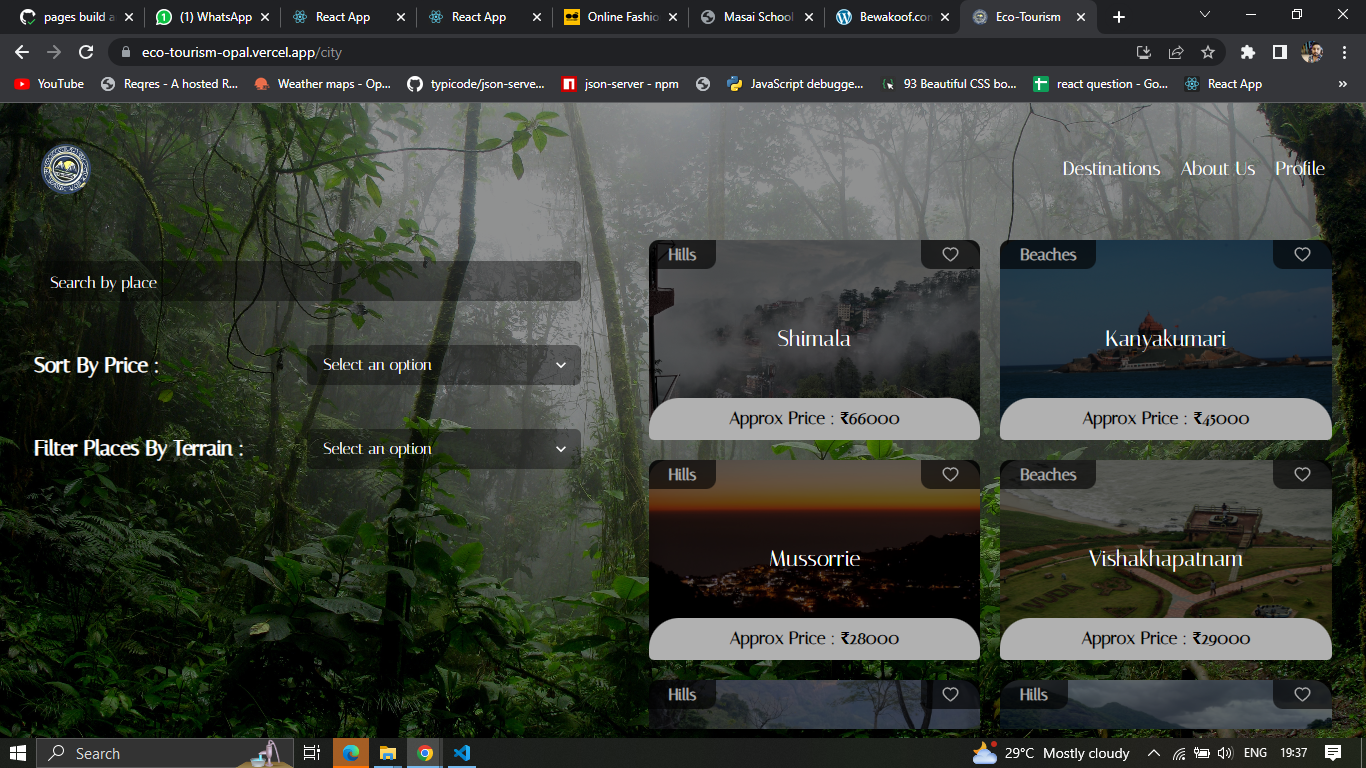 pages build a
(1) WhatsApp
React App
React App
Online Fashio
Masai School
Bewakoof.con
Eco-Tourism
eco-tourism-opal.vercel.app/city
YouTube
Reqres - A hosted R...
Weather maps - Op...
typicode/json-serve...
json-server - npm
JavaScript debugge...
93 Beautiful CSS bo...
react question - Go...
React App
Destinations
About Us
Profile
Search by place
Sort By Price :
Select an option
Filter Places By Terrain :
Select an option
Hills
Shimala
Approx Price : ₹66000
Beaches
Kanyakumari
Approx Price : ₹45000
Hills
Mussorrie
Approx Price : ₹28000
Beaches
Vishakhapatnam
Approx Price : ₹29000
Hills
Hills
Search
29°C Mostly cloudy
ENG
19:37